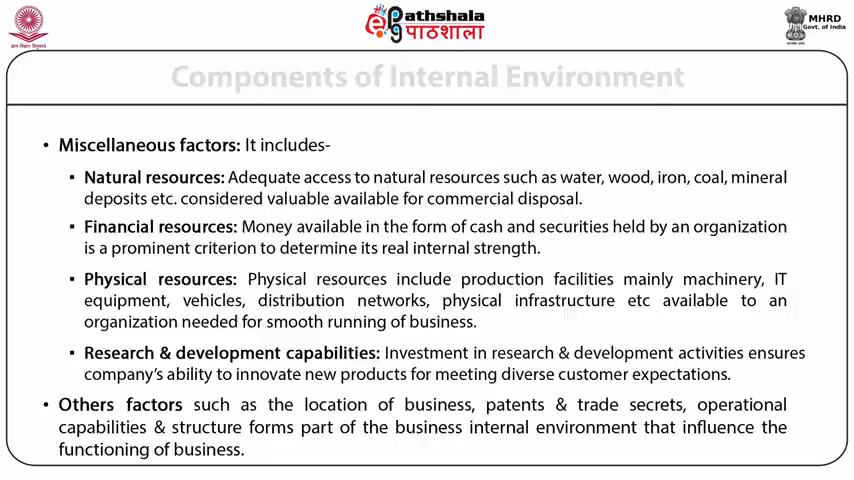 ज्ञान-विज्ञान विमुक्तये
ePathshala
पाठशाला
MHRD
Govt. of India
सत्यमेव जयते
Components of Internal Environment
• Miscellaneous factors: It includes-
▪ Natural resources: Adequate access to natural resources such as water, wood, iron, coal, mineral
deposits etc. considered valuable available for commercial disposal.
▪ Financial resources: Money available in the form of cash and securities held by an organization
is a prominent criterion to determine its real internal strength.
▪ Physical resources: Physical resources include production facilities mainly machinery, IT
equipment, vehicles, distribution networks, physical infrastructure etc available to an
organization needed for smooth running of business.
▪ Research & development capabilities: Investment in research & development activities ensures
company's ability to innovate new products for meeting diverse customer expectations.
• Others factors such as the location of business, patents & trade secrets, operational
capabilities & structure forms part of the business internal environment that influence the
functioning of business.